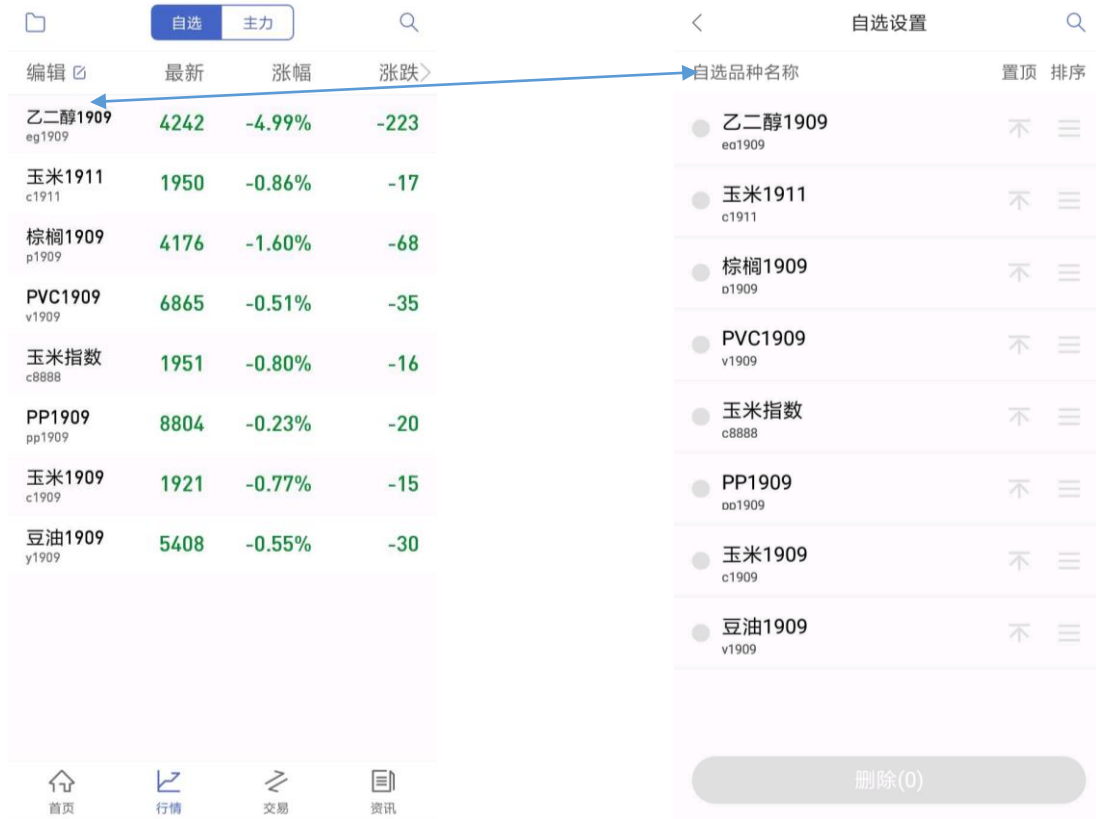 自选 主力
编辑 最新 涨幅 涨跌
乙二醇1909 4242 -4.99% -223
eg1909
玉米1911 1950 -0.86% -17
c1911
棕榈1909 4176 -1.60% -68
p1909
PVC1909 6865 -0.51% -35
v1909
玉米指数 1951 -0.80% -16
c8888
PP1909 8804 -0.23% -20
pp1909
玉米1909 1921 -0.77% -15
c1909
豆油1909 5408 -0.55% -30
y1909
首页 行情 交易 资讯
自选设置
自选品种名称 置顶 排序
乙二醇1909
eg1909
玉米1911
c1911
棕榈1909
p1909
PVC1909
v1909
玉米指数
c8888
PP1909
pp1909
玉米1909
c1909
豆油1909
y1909
删除(0)